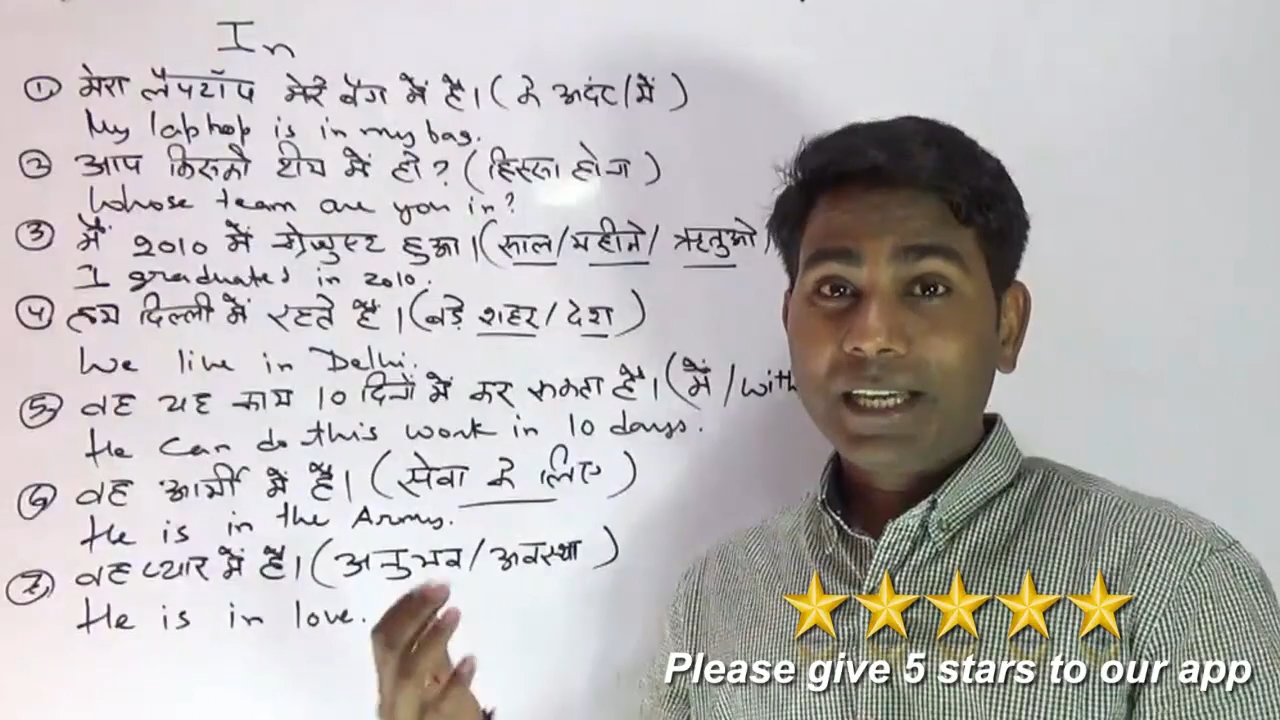 In
① मेरा लैपटॉप मेरे बैग में है। (के अदंर/में)
My laptop is in my bag.
② आप किसकी टीम में हो? (हिस्सा होना)
Whose team are you in?
③ मैं 2010 में ग्रेजुएट हुआ। (साल/महीने/ऋतुओ
I graduated in 2010.
④ हम दिल्ली में रहते हैं। (बड़े शहर/देश)
We live in Delhi.
⑤ वह यह काम 10 दिनों में कर सकता है। (में/with
He can do this work in 10 days.
⑥ वह आर्मी में है। (सेवा के लिए)
He is in the Army.
⑦ वह प्यार में है। (अनुभव/अवस्था)
He is in love.
Please give 5 stars to our app